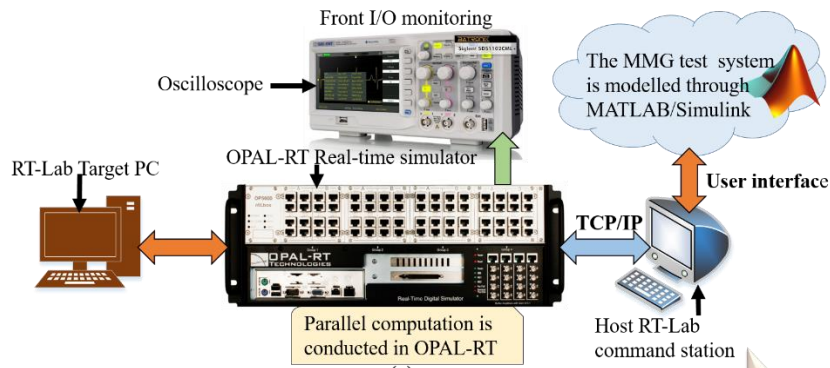 Front I/O monitoring
Siglent SDS1102CML+
Oscilloscope
The MMG test system
is modelled through
MATLAB/Simulink
OPAL-RT Real-time simulator
RT-Lab Target PC
User interface
TCP/IP
OPAL-RT
TECHNOLOGIES
Real-Time Digital Simulator
Parallel computation is
conducted in OPAL-RT
Host RT-Lab
command station